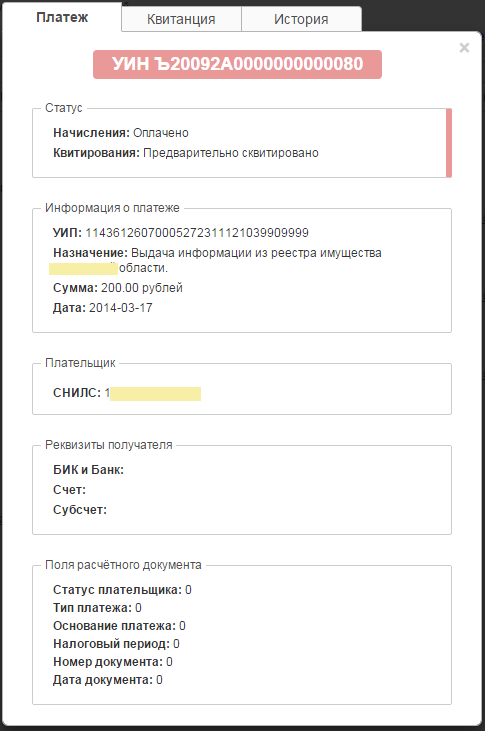 Платеж Квитанция История
×
УИН Ъ20092А0000000000080
Статус
Начисления: Оплачено
Квитирования: Предварительно сквитировано
Информация о платеже
УИП: 11436126070005272311121039909999
Назначение: Выдача информации из реестра имущества
области.
Сумма: 200.00 рублей
Дата: 2014-03-17
Плательщик
СНИЛС: 1
Реквизиты получателя
БИК и Банк:
Счет:
Субсчет:
Поля расчётного документа
Статус плательщика: 0
Тип платежа: 0
Основание платежа: 0
Налоговый период: 0
Номер документа: 0
Дата документа: 0